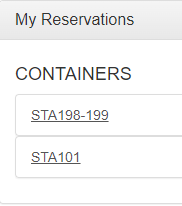 My Reservations
CONTAINERS
STA198-199
STA101